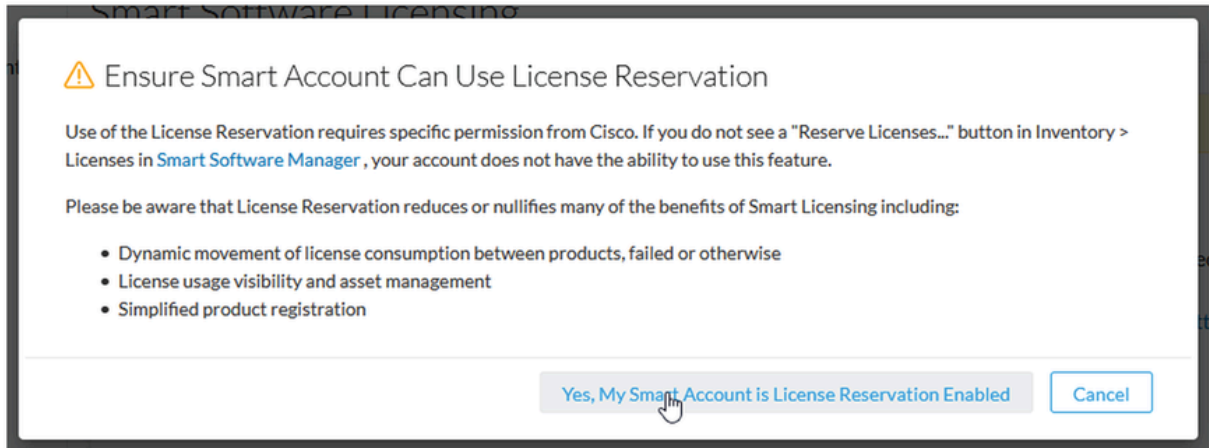 Smart Software Licensing
Ensure Smart Account Can Use License Reservation
Use of the License Reservation requires specific permission from Cisco. If you do not see a "Reserve Licenses..." button in Inventory >
Licenses in Smart Software Manager , your account does not have the ability to use this feature.
Please be aware that License Reservation reduces or nullifies many of the benefits of Smart Licensing including:
• Dynamic movement of license consumption between products, failed or otherwise
• License usage visibility and asset management
• Simplified product registration
Yes, My Smart Account is License Reservation Enabled
Cancel